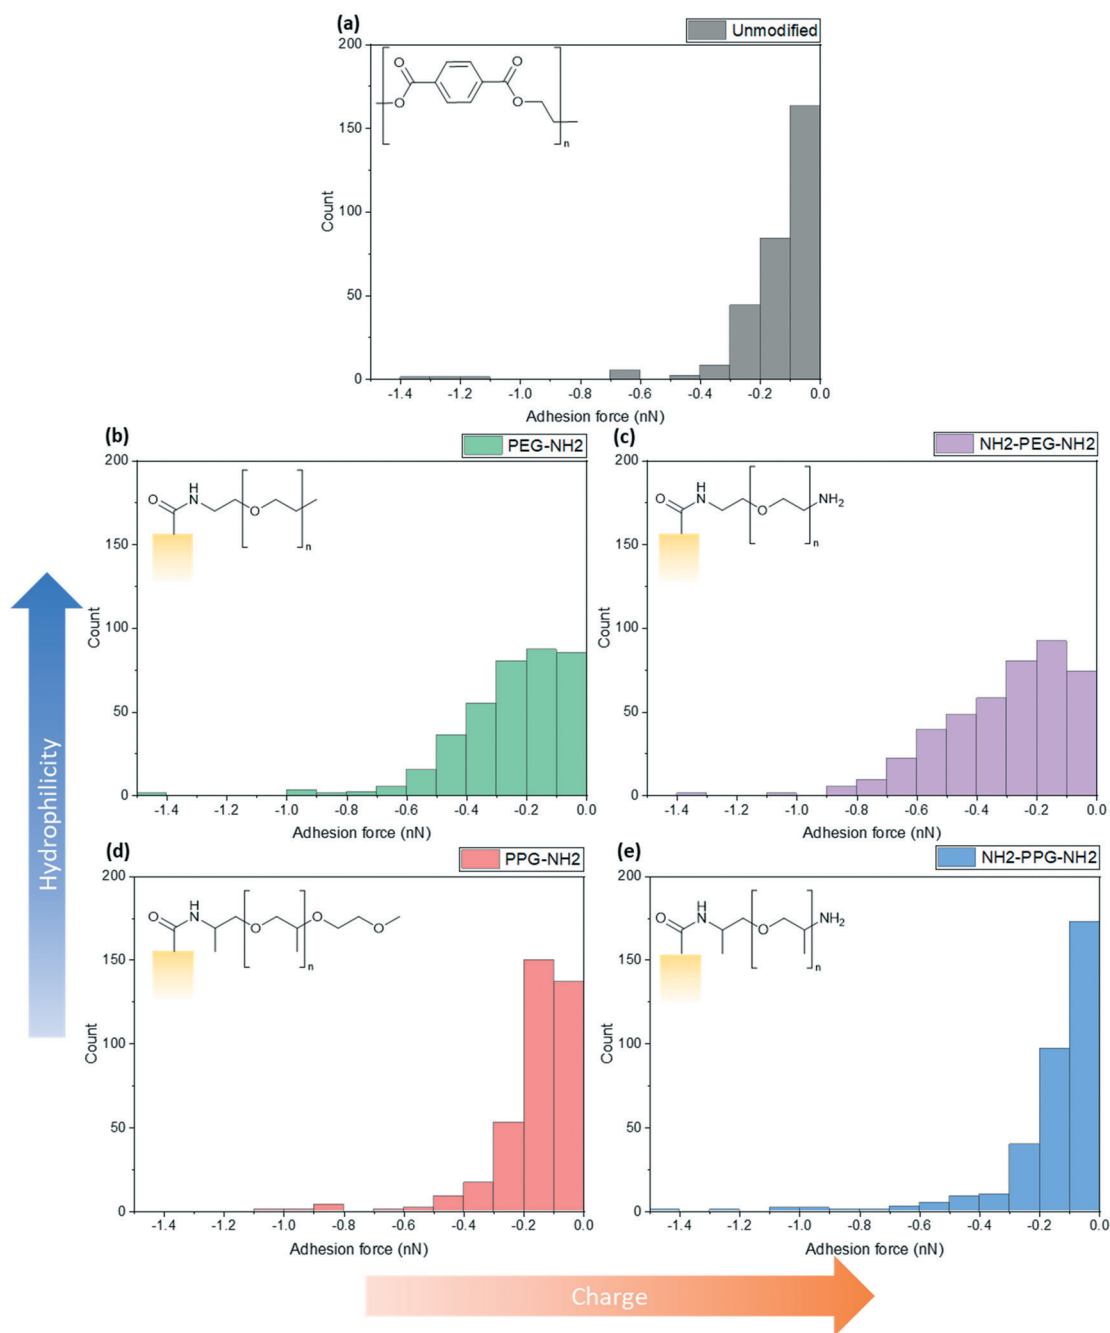 (a)
Unmodified
200
150
100
50
0
Count
-1.4 -1.2 -1.0 -0.8 -0.6 -0.4 -0.2 0.0
Adhesion force (nN)
O
O
O
O
n
(b)
PEG-NH2
200
150
100
50
0
Count
-1.4 -1.2 -1.0 -0.8 -0.6 -0.4 -0.2 0.0
Adhesion force (nN)
O
H
N
O
n
(c)
NH2-PEG-NH2
200
150
100
50
0
Count
-1.4 -1.2 -1.0 -0.8 -0.6 -0.4 -0.2 0.0
Adhesion force (nN)
O
H
N
O
NH2
n
Hydrophilicity
(d)
PPG-NH2
200
150
100
50
0
Count
-1.4 -1.2 -1.0 -0.8 -0.6 -0.4 -0.2 0.0
Adhesion force (nN)
O
H
N
O
O
O
n
(e)
NH2-PPG-NH2
200
150
100
50
0
Count
-1.4 -1.2 -1.0 -0.8 -0.6 -0.4 -0.2 0.0
Adhesion force (nN)
O
H
N
O
NH2
n
Charge